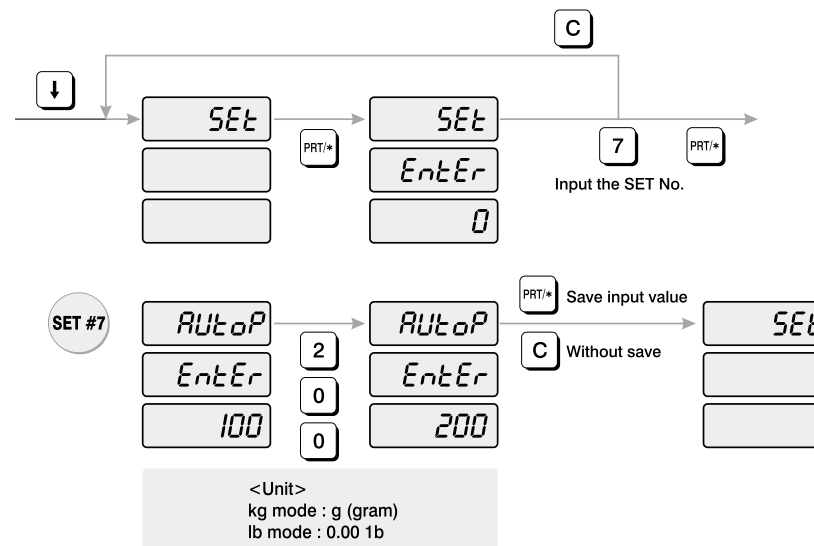 C
↓
SEt
SEt
PRT/*
7
PRT/*
EntEr
Input the SET No.
0
SET #7
AUtoP
AUtoP
PRT/*
Save input value
SEt
2
C
Without save
EntEr
EntEr
0
100
200
0
<Unit>
kg mode : g (gram)
lb mode : 0.00 1b